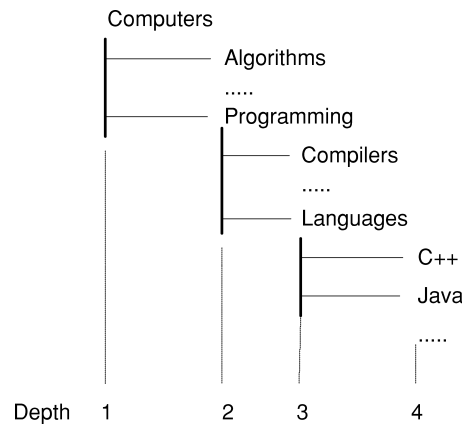 Computers
Algorithms
.....
Programming
Compilers
.....
Languages
C++
Java
.....
Depth 1 2 3 4